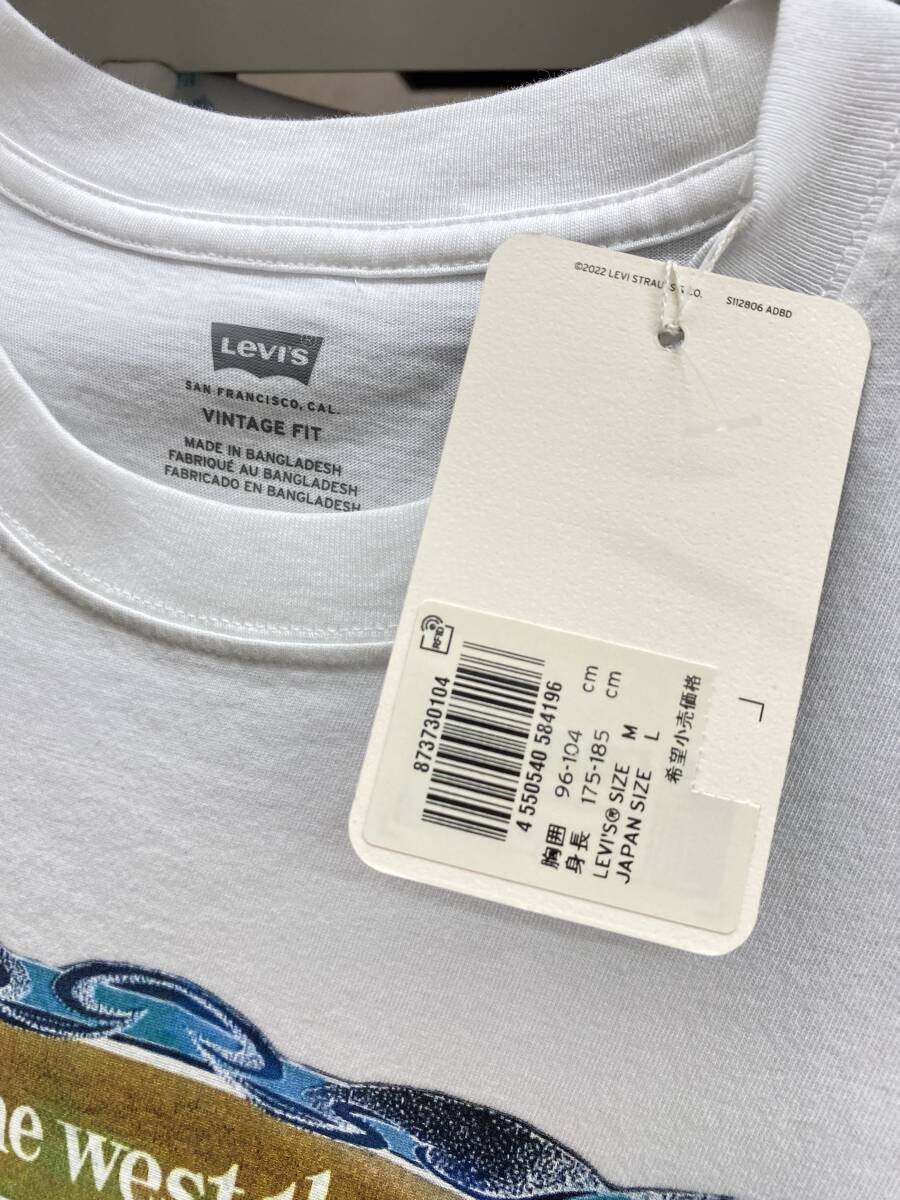 Levi's
SAN FRANCISCO, CAL.
VINTAGE FIT
MADE IN BANGLADESH
FABRIQUÉ AU BANGLADESH
FABRICADO EN BANGLADESH
©2022 LEVI STRAUSS & CO. S112806 ADBD
RFID
873730104
4 550540 584196
胸囲 96-104 cm
身長 175-185 cm
LEVI'S® SIZE M
JAPAN SIZE L
希望小売価格
west